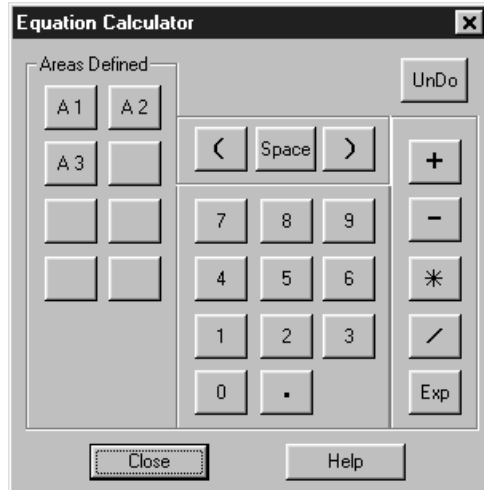 Equation Calculator
Areas Defined
UnDo
A 1 A 2
( Space ) +
A 3
7 8 9 -
4 5 6 *
1 2 3 /
0 . Exp
Close Help